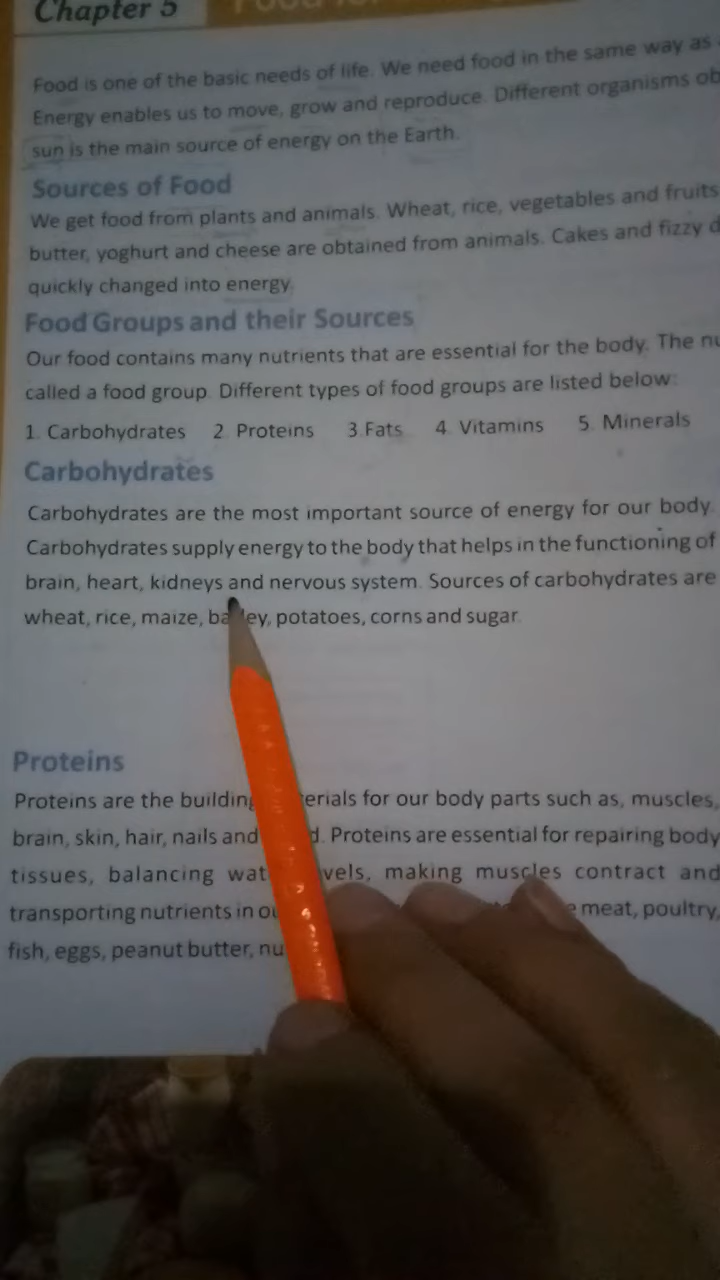 Chapter 5
Food is one of the basic needs of life. We need food in the same way as
Energy enables us to move, grow and reproduce. Different organisms ob
sun is the main source of energy on the Earth.
Sources of Food
We get food from plants and animals. Wheat, rice, vegetables and fruits
butter, yoghurt and cheese are obtained from animals. Cakes and fizzy d
quickly changed into energy.
Food Groups and their Sources
Our food contains many nutrients that are essential for the body. The nu
called a food group. Different types of food groups are listed below:
1. Carbohydrates 2. Proteins 3.Fats 4. Vitamins 5. Minerals
Carbohydrates
Carbohydrates are the most important source of energy for our body.
Carbohydrates supply energy to the body that helps in the functioning of
brain, heart, kidneys and nervous system. Sources of carbohydrates are
wheat, rice, maize, ba ey, potatoes, corns and sugar.
Proteins
Proteins are the building erials for our body parts such as, muscles,
brain, skin, hair, nails and d. Proteins are essential for repairing body
tissues, balancing wat vels, making muscles contract and
transporting nutrients in ou e meat, poultry,
fish, eggs, peanut butter, nu